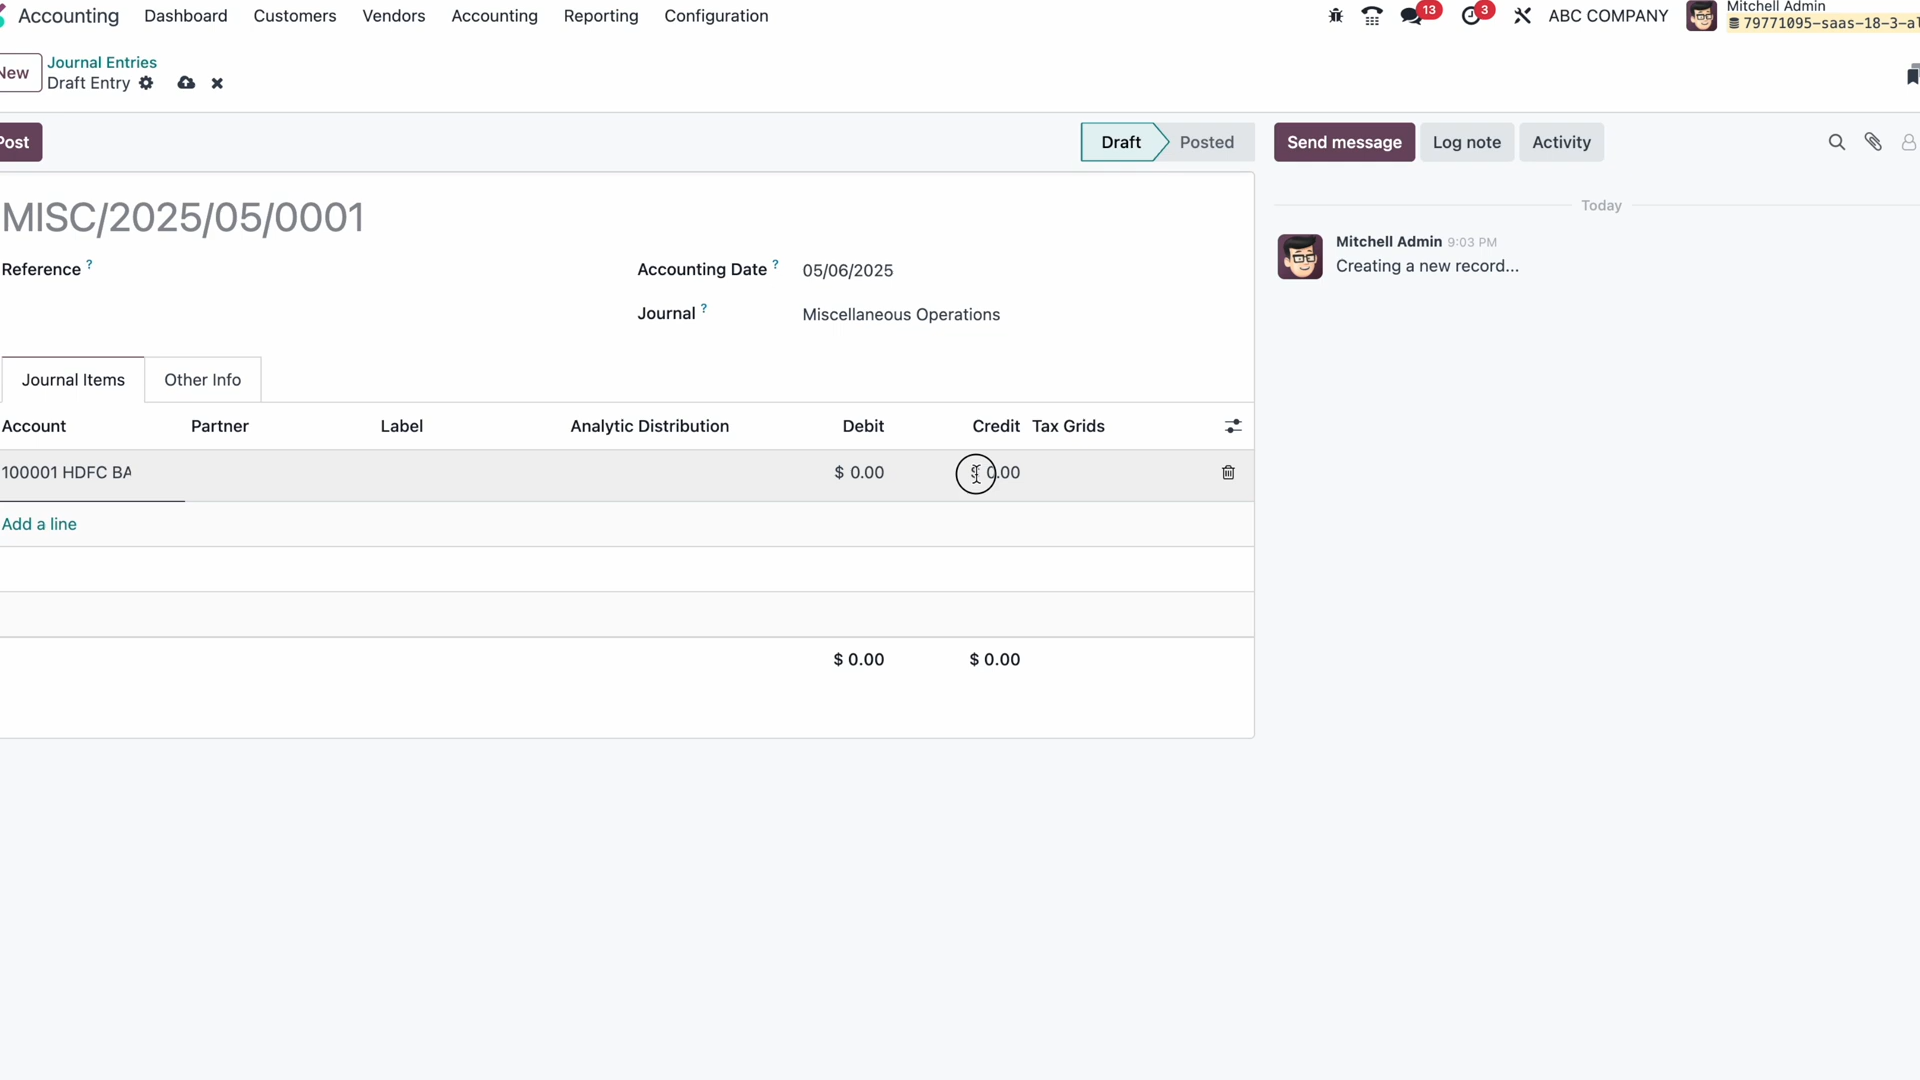 Accounting Dashboard Customers Vendors Accounting Reporting Configuration 13 3 ABC COMPANY Mitchell Admin
79771095-saas-18-3-al
New Journal Entries
Draft Entry
Post Draft Posted Send message Log note Activity
Today
MISC/2025/05/0001
Mitchell Admin 9:03 PM
Creating a new record...
Reference ? Accounting Date ? 05/06/2025
Journal ? Miscellaneous Operations
Journal Items Other Info
Account Partner Label Analytic Distribution Debit Credit Tax Grids
100001 HDFC BA $ 0.00 0.00
Add a line
$ 0.00 $ 0.00